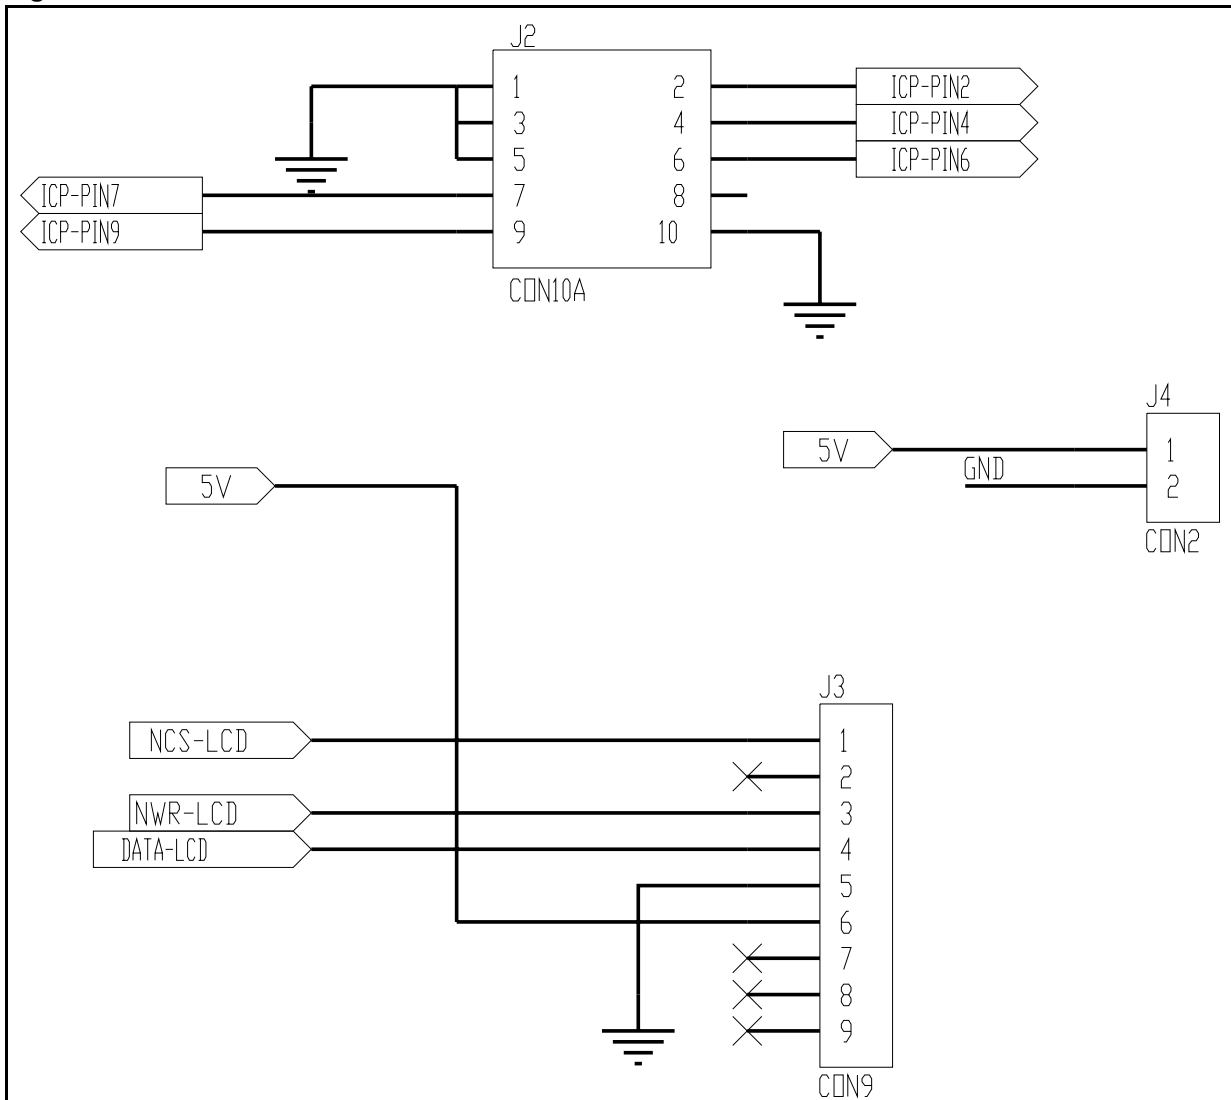 J2
1 2 ICP-PIN2
3 4 ICP-PIN4
5 6 ICP-PIN6
ICP-PIN7 7 8
ICP-PIN9 9 10
CON10A
J4
5V 1
GND
2
CON2
5V
J3
NCS-LCD 1
2
NWR-LCD 3
DATA-LCD 4
5
6
7
8
9
CON9